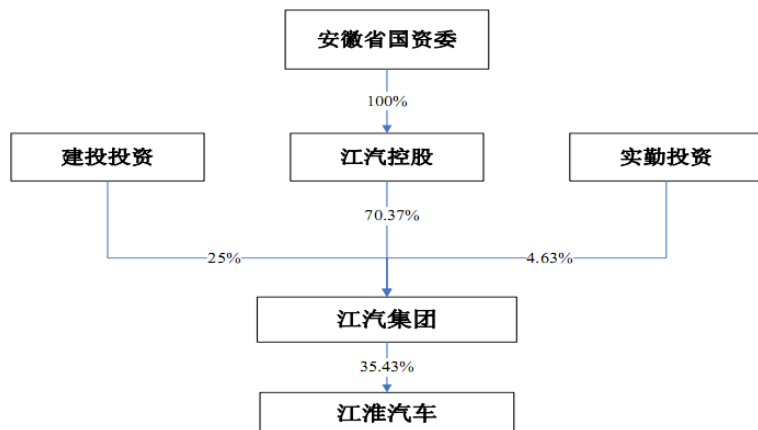 安徽省国资委
100%
建投投资
江汽控股
实勤投资
70.37%
25%
4.63%
江汽集团
35.43%
江淮汽车